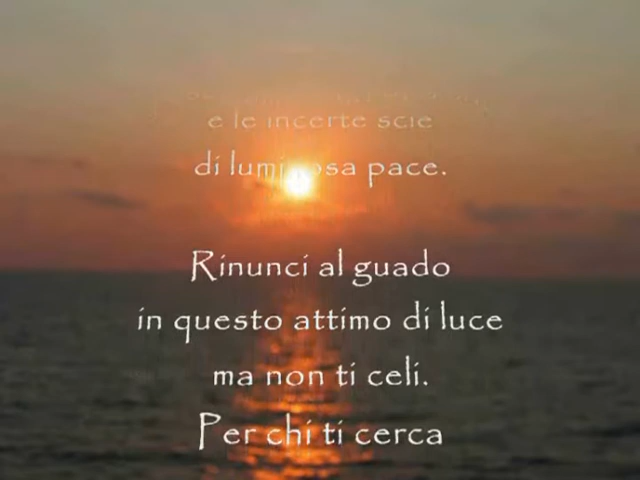 e le incerte scie
di luminosa pace.
Rinunci al guado
in questo attimo di luce
ma non ti celi.
Per chi ti cerca